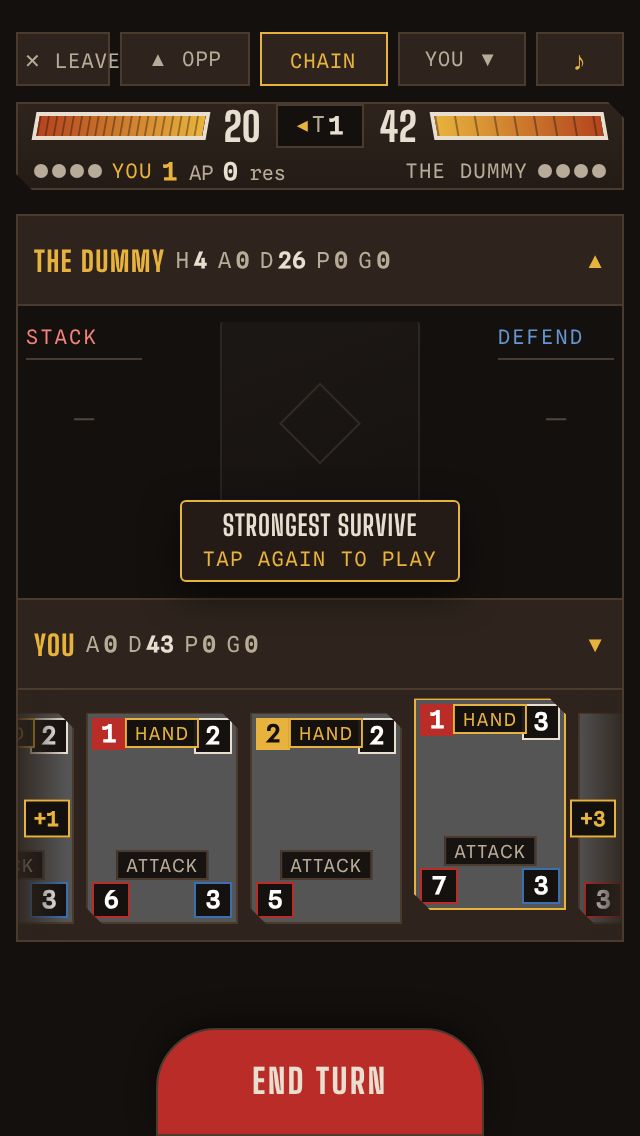 × LEAVE ▲ OPP CHAIN YOU ▼ ♪
20 ◄T1 42
YOU 1 AP 0 res THE DUMMY
THE DUMMY H4 A0 D26 P0 G0 ▲
STACK DEFEND
— —
STRONGEST SURVIVE
TAP AGAIN TO PLAY
YOU A0 D43 P0 G0 ▼
2 1 HAND 2 2 HAND 2 1 HAND 3
+1 +3
ATTACK ATTACK ATTACK
3 6 3 5 7 3 3
END TURN